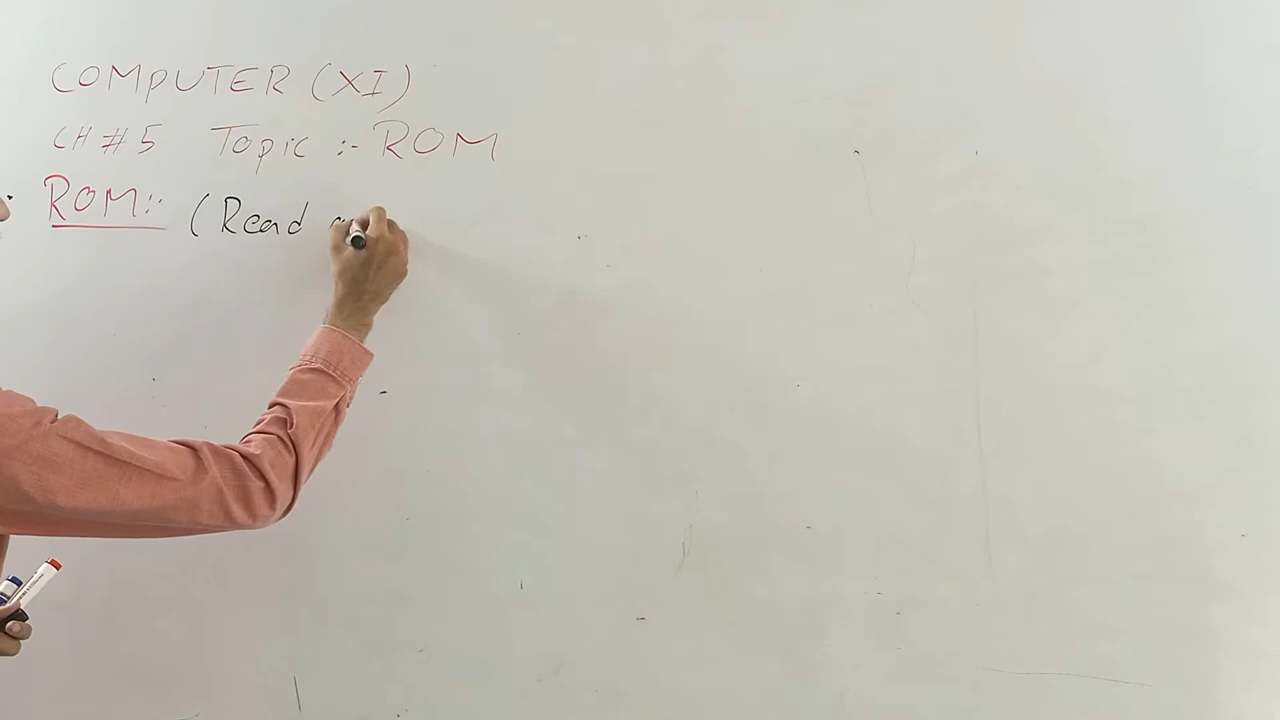 COMPUTER (XI)
CH #5 Topic :- ROM
ROM:: (Read